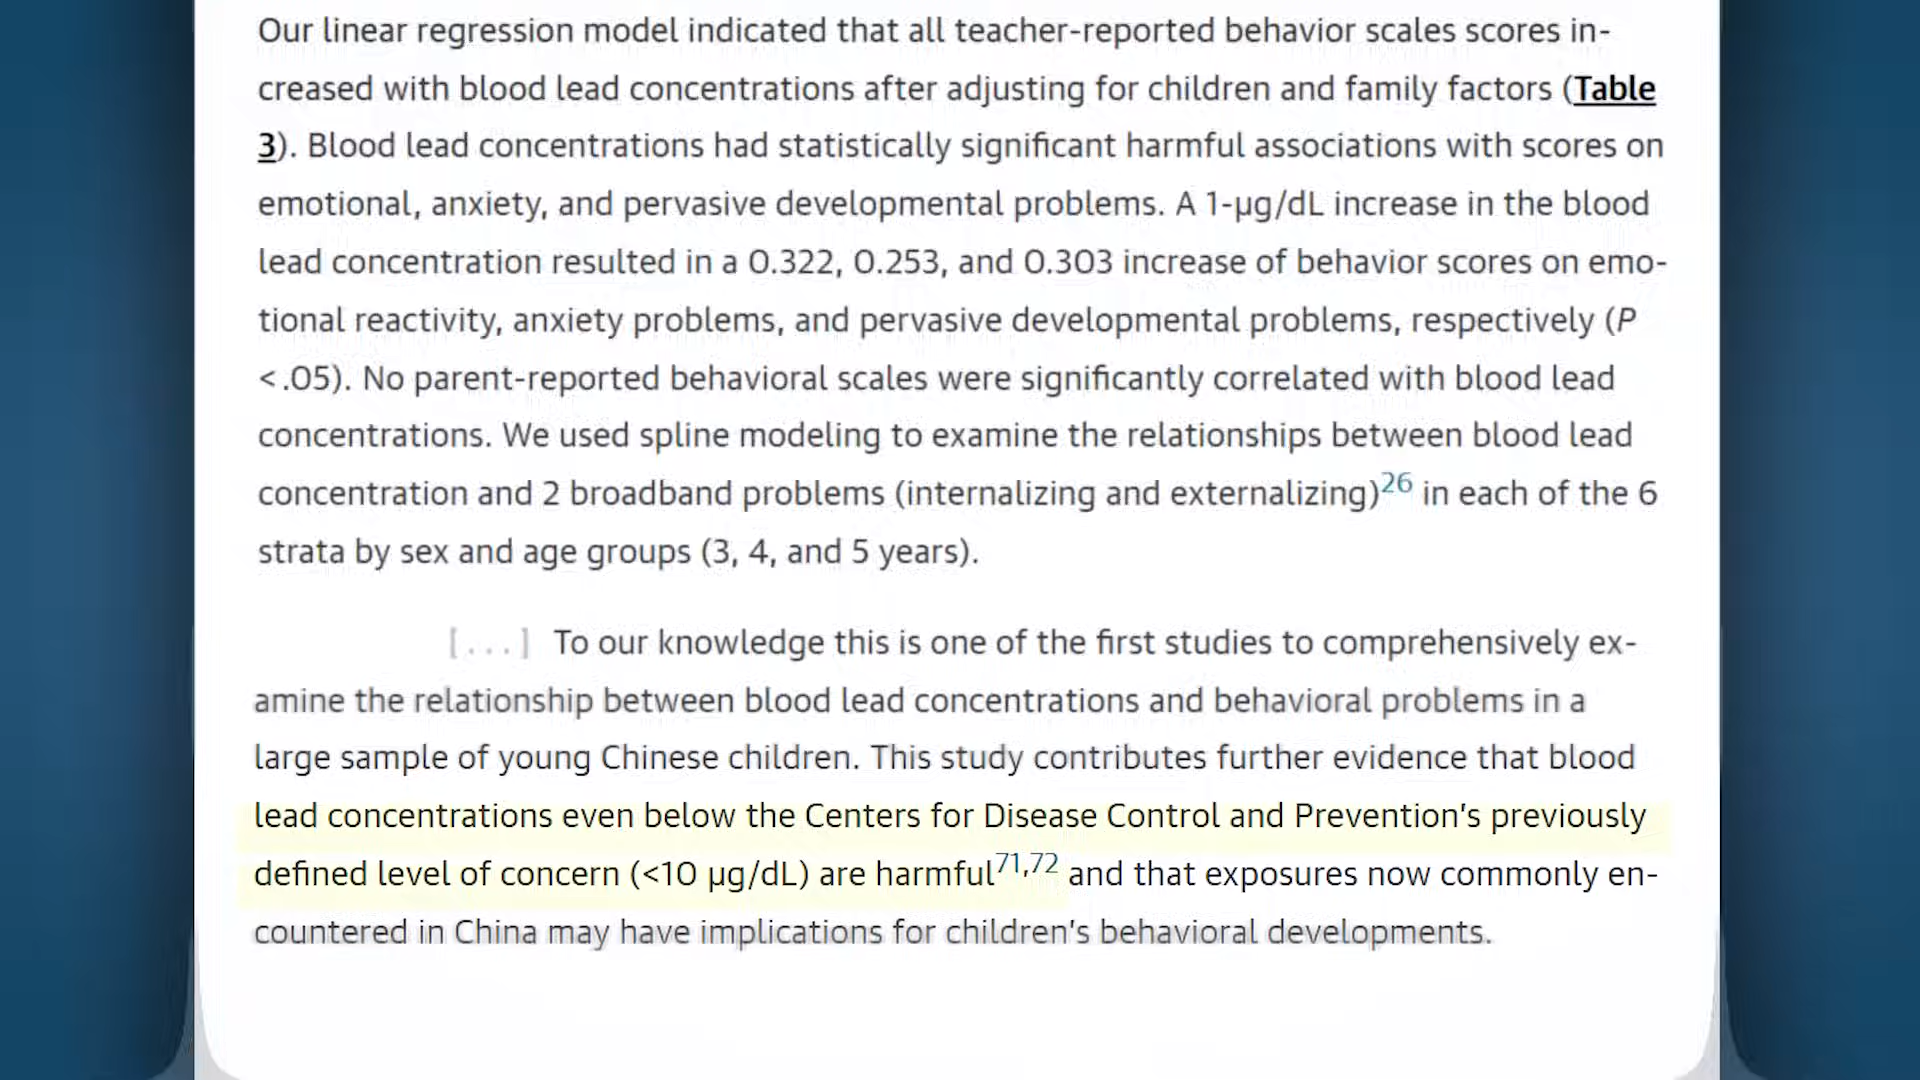 Our linear regression model indicated that all teacher-reported behavior scales scores in-
creased with blood lead concentrations after adjusting for children and family factors (Table
3). Blood lead concentrations had statistically significant harmful associations with scores on
emotional, anxiety, and pervasive developmental problems. A 1-μg/dL increase in the blood
lead concentration resulted in a 0.322, 0.253, and 0.303 increase of behavior scores on emo-
tional reactivity, anxiety problems, and pervasive developmental problems, respectively (P
< .05). No parent-reported behavioral scales were significantly correlated with blood lead
concentrations. We used spline modeling to examine the relationships between blood lead
concentration and 2 broadband problems (internalizing and externalizing)26 in each of the 6
strata by sex and age groups (3, 4, and 5 years).
[...] To our knowledge this is one of the first studies to comprehensively ex-
amine the relationship between blood lead concentrations and behavioral problems in a
large sample of young Chinese children. This study contributes further evidence that blood
lead concentrations even below the Centers for Disease Control and Prevention's previously
defined level of concern (<10 μg/dL) are harmful71,72 and that exposures now commonly en-
countered in China may have implications for children's behavioral developments.